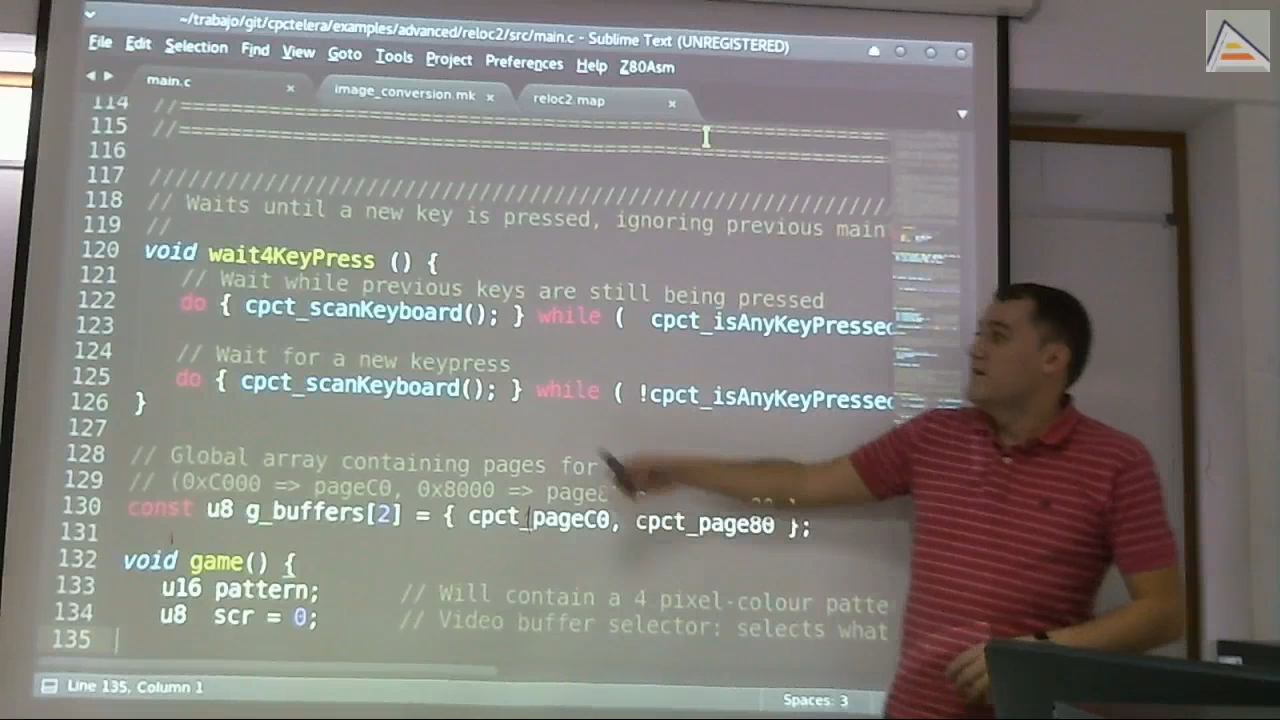 ~/trabajo/git/cpctelera/examples/advanced/reloc2/src/main.c - Sublime Text (UNREGISTERED)
File Edit Selection Find View Goto Tools Project Preferences Help Z80Asm
main.c image_conversion.mk reloc2.map
114 //==========================================================
115 //==========================================================
116
117 /////////////////////////////////////////////////////////////
118 // Waits until a new key is pressed, ignoring previous
119 //
120 void wait4KeyPress () {
121 // Wait while previous keys are still being pressed
122 do { cpct_scanKeyboard(); } while ( cpct_isAnyKeyPressed
123
124 // Wait for a new keypress
125 do { cpct_scanKeyboard(); } while ( !cpct_isAnyKeyPressed
126 }
127
128 // Global array containing pages for
129 // (0xC000 => pageC0, 0x8000 =>
130 const u8 g_buffers[2] = { cpct_pageC0, cpct_page80 };
131
132 void game() {
133 u16 pattern; // Will contain a 4 pixel-colour patte
134 u8 scr = 0; // Video buffer selector: selects what
135
Line 135, Column 1
Spaces: 3